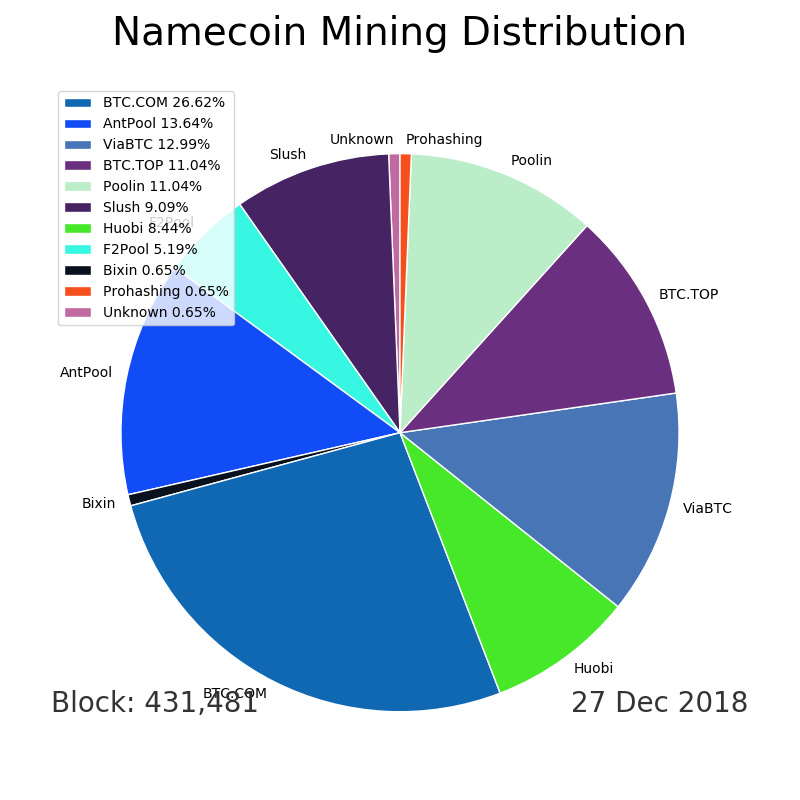 Namecoin Mining Distribution
BTC.COM 26.62%
AntPool 13.64%
ViaBTC 12.99%
BTC.TOP 11.04%
Poolin 11.04%
Slush 9.09%
Huobi 8.44%
F2Pool 5.19%
Bixin 0.65%
Prohashing 0.65%
Unknown 0.65%
Unknown
Prohashing
Slush
Poolin
F2Pool
BTC.TOP
AntPool
Bixin
ViaBTC
Huobi
BTC.COM
Block: 431,481
27 Dec 2018